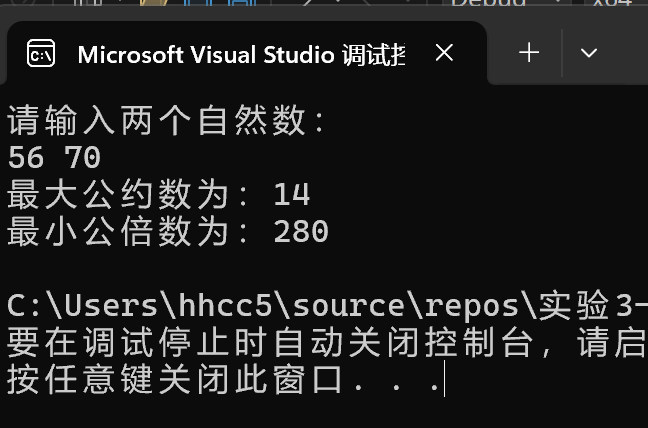 Debug x64
Microsoft Visual Studio 调试控
请输入两个自然数：
56 70
最大公约数为：14
最小公倍数为：280
C:\Users\hhcc5\source\repos\实验3-
要在调试停止时自动关闭控制台，请启
按任意键关闭此窗口. . .